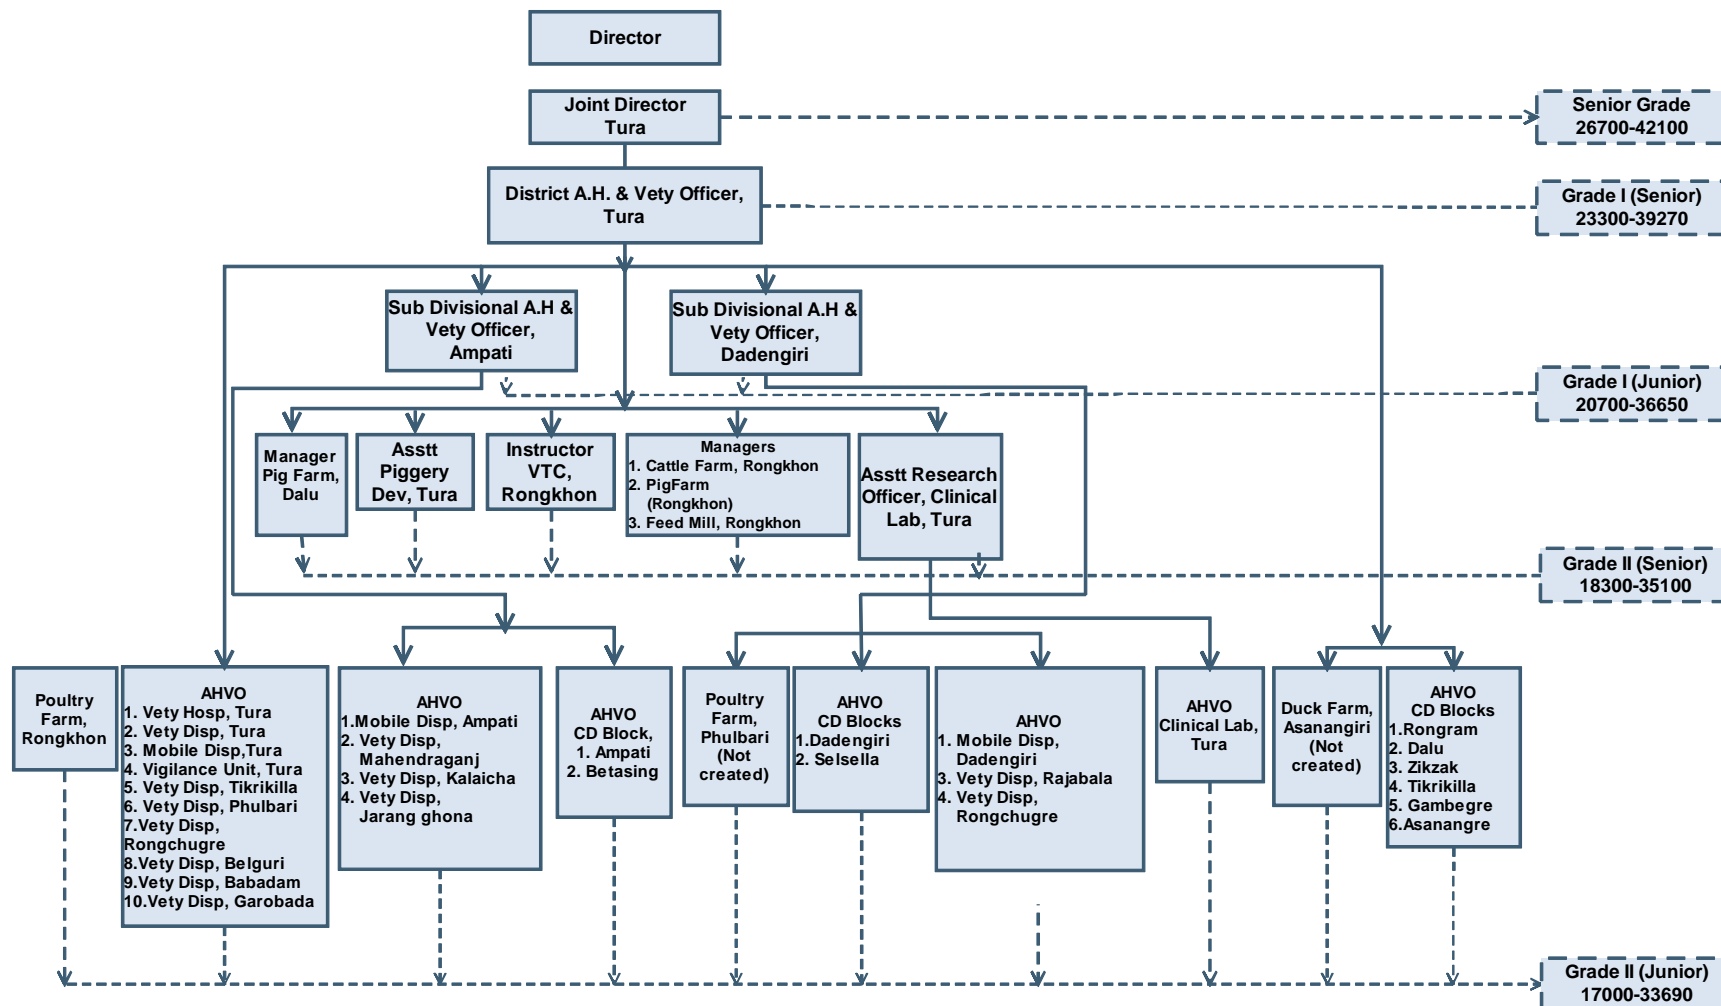 Director
Joint Director
Tura
Senior Grade
26700-42100
District A.H. & Vety Officer,
Tura
Grade I (Senior)
23300-39270
Sub Divisional A.H &
Vety Officer,
Ampati
Sub Divisional A.H &
Vety Officer,
Dadengiri
Grade I (Junior)
20700-36650
Manager
Pig Farm,
Dalu
Asstt
Piggery
Dev, Tura
Instructor
VTC,
Rongkhon
Managers
1. Cattle Farm, Rongkhon
2. PigFarm
(Rongkhon)
3. Feed Mill, Rongkhon
Asstt Research
Officer, Clinical
Lab, Tura
Grade II (Senior)
18300-35100
Poultry
Farm,
Rongkhon
AHVO
1. Vety Hosp, Tura
2. Vety Disp, Tura
3. Mobile Disp,Tura
4. Vigilance Unit, Tura
5. Vety Disp, Tikrikilla
6. Vety Disp, Phulbari
7.Vety Disp,
Rongchugre
8.Vety Disp, Belguri
9.Vety Disp, Babadam
10.Vety Disp, Garobada
AHVO
1.Mobile Disp, Ampati
2. Vety Disp,
Mahendraganj
3. Vety Disp, Kalaicha
4. Vety Disp,
Jarang ghona
AHVO
CD Block,
1. Ampati
2. Betasing
Poultry
Farm,
Phulbari
(Not
created)
AHVO
CD Blocks
1.Dadengiri
2. Selsella
AHVO
1. Mobile Disp,
Dadengiri
3. Vety Disp, Rajabala
4. Vety Disp,
Rongchugre
AHVO
Clinical Lab,
Tura
Duck Farm,
Asanangiri
(Not
created)
AHVO
CD Blocks
1.Rongram
2. Dalu
3. Zikzak
4. Tikrikilla
5. Gambegre
6.Asanangre
Grade II (Junior)
17000-33690